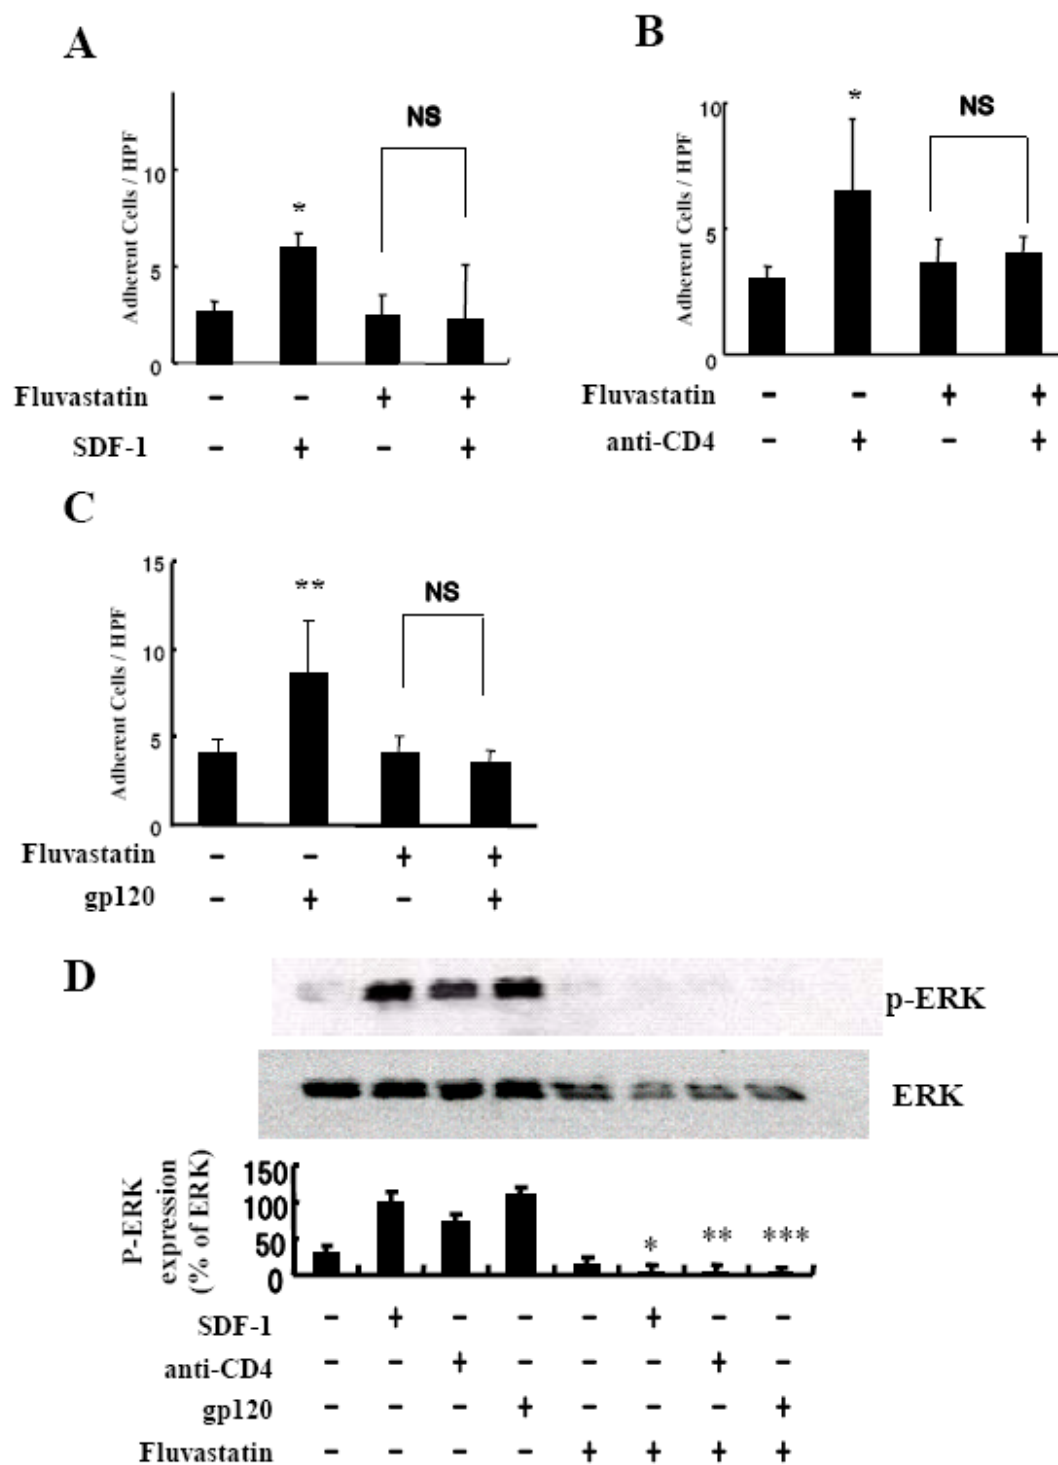 A
Adherent Cells / HPF
10
5
0
*
NS
Fluvastatin - - + +
SDF-1 - + - +
B
Adherent Cells / HPF
10
5
0
*
NS
Fluvastatin - - + +
anti-CD4 - + - +
C
Adherent Cells / HPF
15
10
5
0
**
NS
Fluvastatin - - + +
gp120 - + - +
D
p-ERK
ERK
P-ERK
expression
(% of ERK)
150
100
50
0
* ** ***
SDF-1 - + - - - + - -
anti-CD4 - - + - - - + -
gp120 - - - + - - - +
Fluvastatin - - - - + + + +